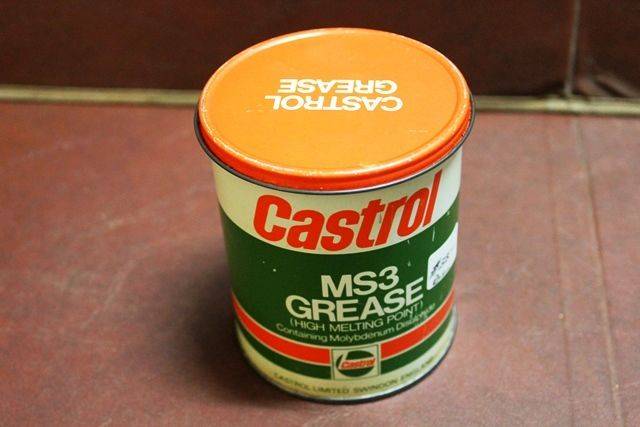 CASTROL
GREASE
Castrol
MS3
GREASE
(HIGH MELTING POINT)
Containing Molybdenum Disulphide
Castrol
CASTROL LIMITED SWINDON ENGLAND